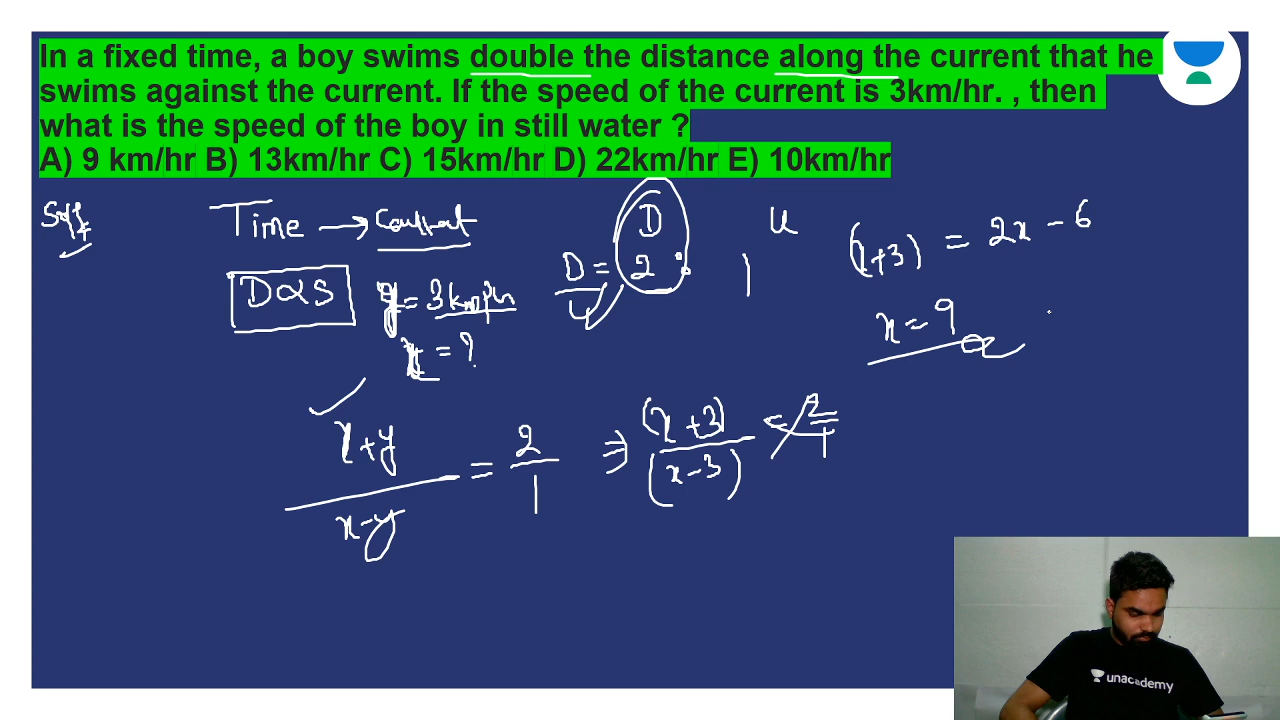 In a fixed time, a boy swims double the distance along the current that he
swims against the current. If the speed of the current is 3km/hr. , then
what is the speed of the boy in still water ?
A) 9 km/hr B) 13km/hr C) 15km/hr D) 22km/hr E) 10km/hr
Time → Constant
D∝S
y = 3 kmph
x = ?
D U
D = 2 : 1
(x+3) = 2x - 6
x = 9
x+y / x-y = 2/1 ⇒ (x+3) / (x-3) = 2/1
unacademy